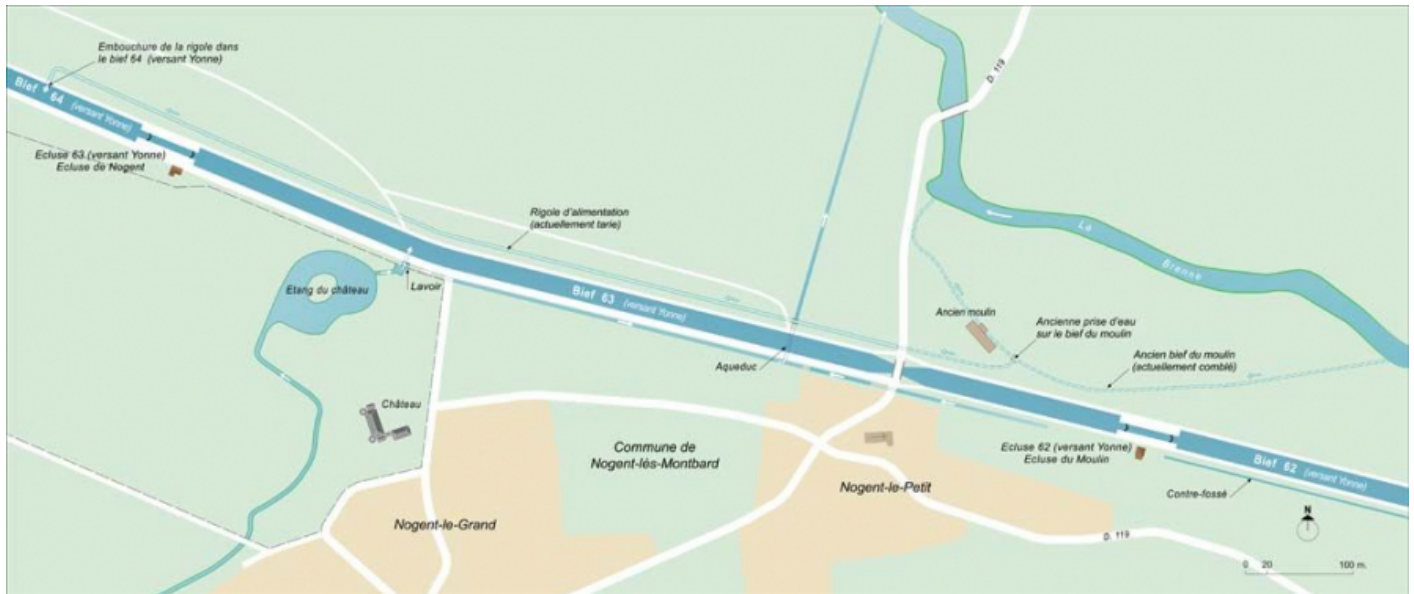 Embouchure de la rigole dans
le bief 64 (versant Yonne)
Bief 64 (versant Yonne)
Ecluse 63 (versant Yonne)
Ecluse de Nogent
D. 119
Rigole d'alimentation
(actuellement tarie)
La
Brenne
Etang du château
Lavoir
Bief 63 (versant Yonne)
Ancien moulin
Ancienne prise d'eau
sur le bief du moulin
Ancien bief du moulin
(actuellement comblé)
Aqueduc
Château
Commune de
Nogent-lés-Montbard
Ecluse 62 (versant Yonne)
Ecluse du Moulin
Bief 62 (versant Yonne)
Contre-fossé
Nogent-le-Petit
Nogent-le-Grand
N
D. 119
0 20 100 m.